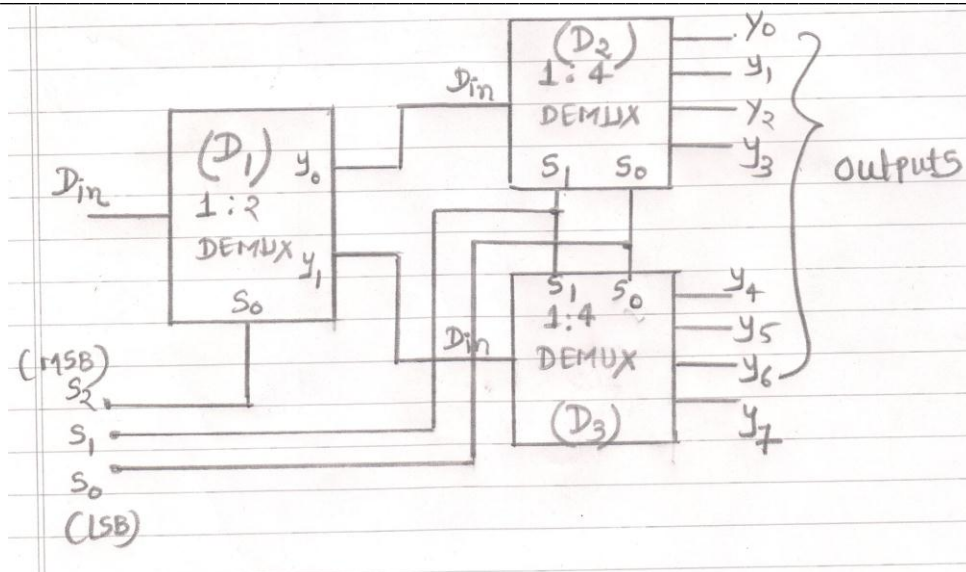 (D2)
1:4
DEMUX
S1 S0
Din
Y0
y1
Y2
y3
outputs
Din
(D1)
1:2
DEMUX
y0
y1
S0
S1 S0
1:4
DEMUX
(D3)
Din
y4
y5
y6
y7
(MSB)
S2
S1
S0
(LSB)